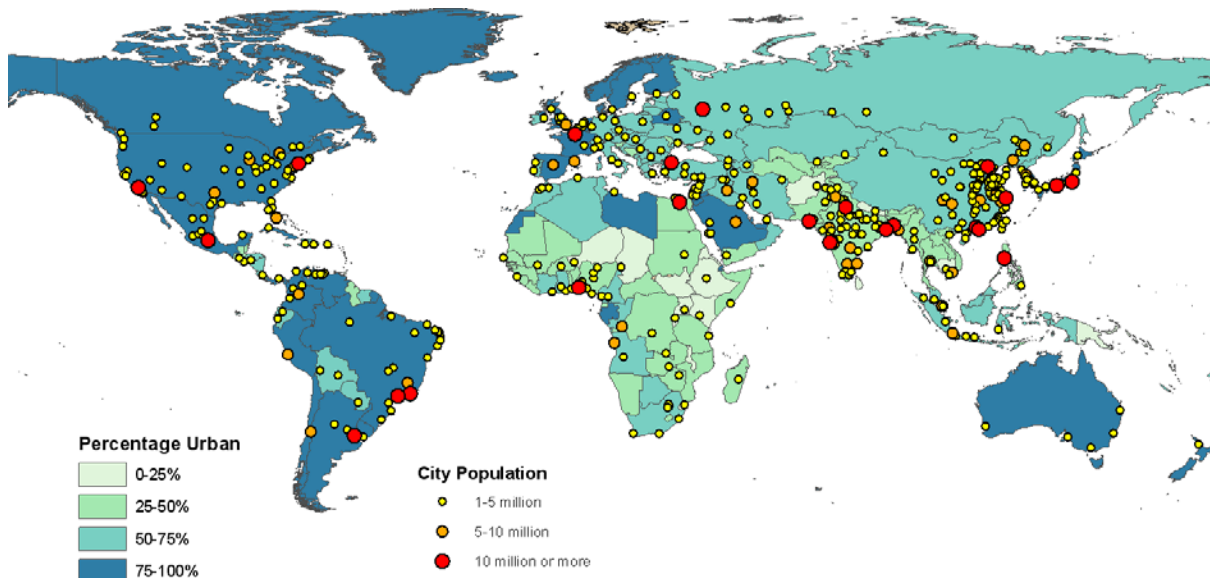 Percentage Urban
0-25%
25-50%
50-75%
75-100%
City Population
1-5 million
5-10 million
10 million or more